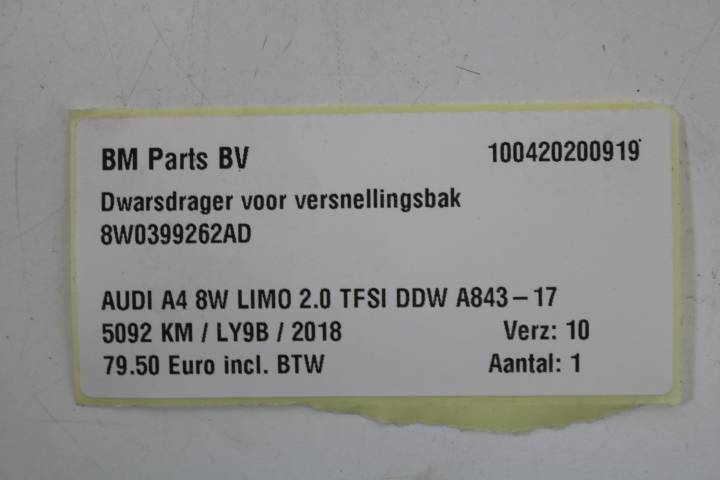 BM Parts BV 100420200919
Dwarsdrager voor versnellingsbak
8W0399262AD
AUDI A4 8W LIMO 2.0 TFSI DDW A843-17
5092 KM / LY9B / 2018 Verz: 10
79.50 Euro incl. BTW Aantal: 1